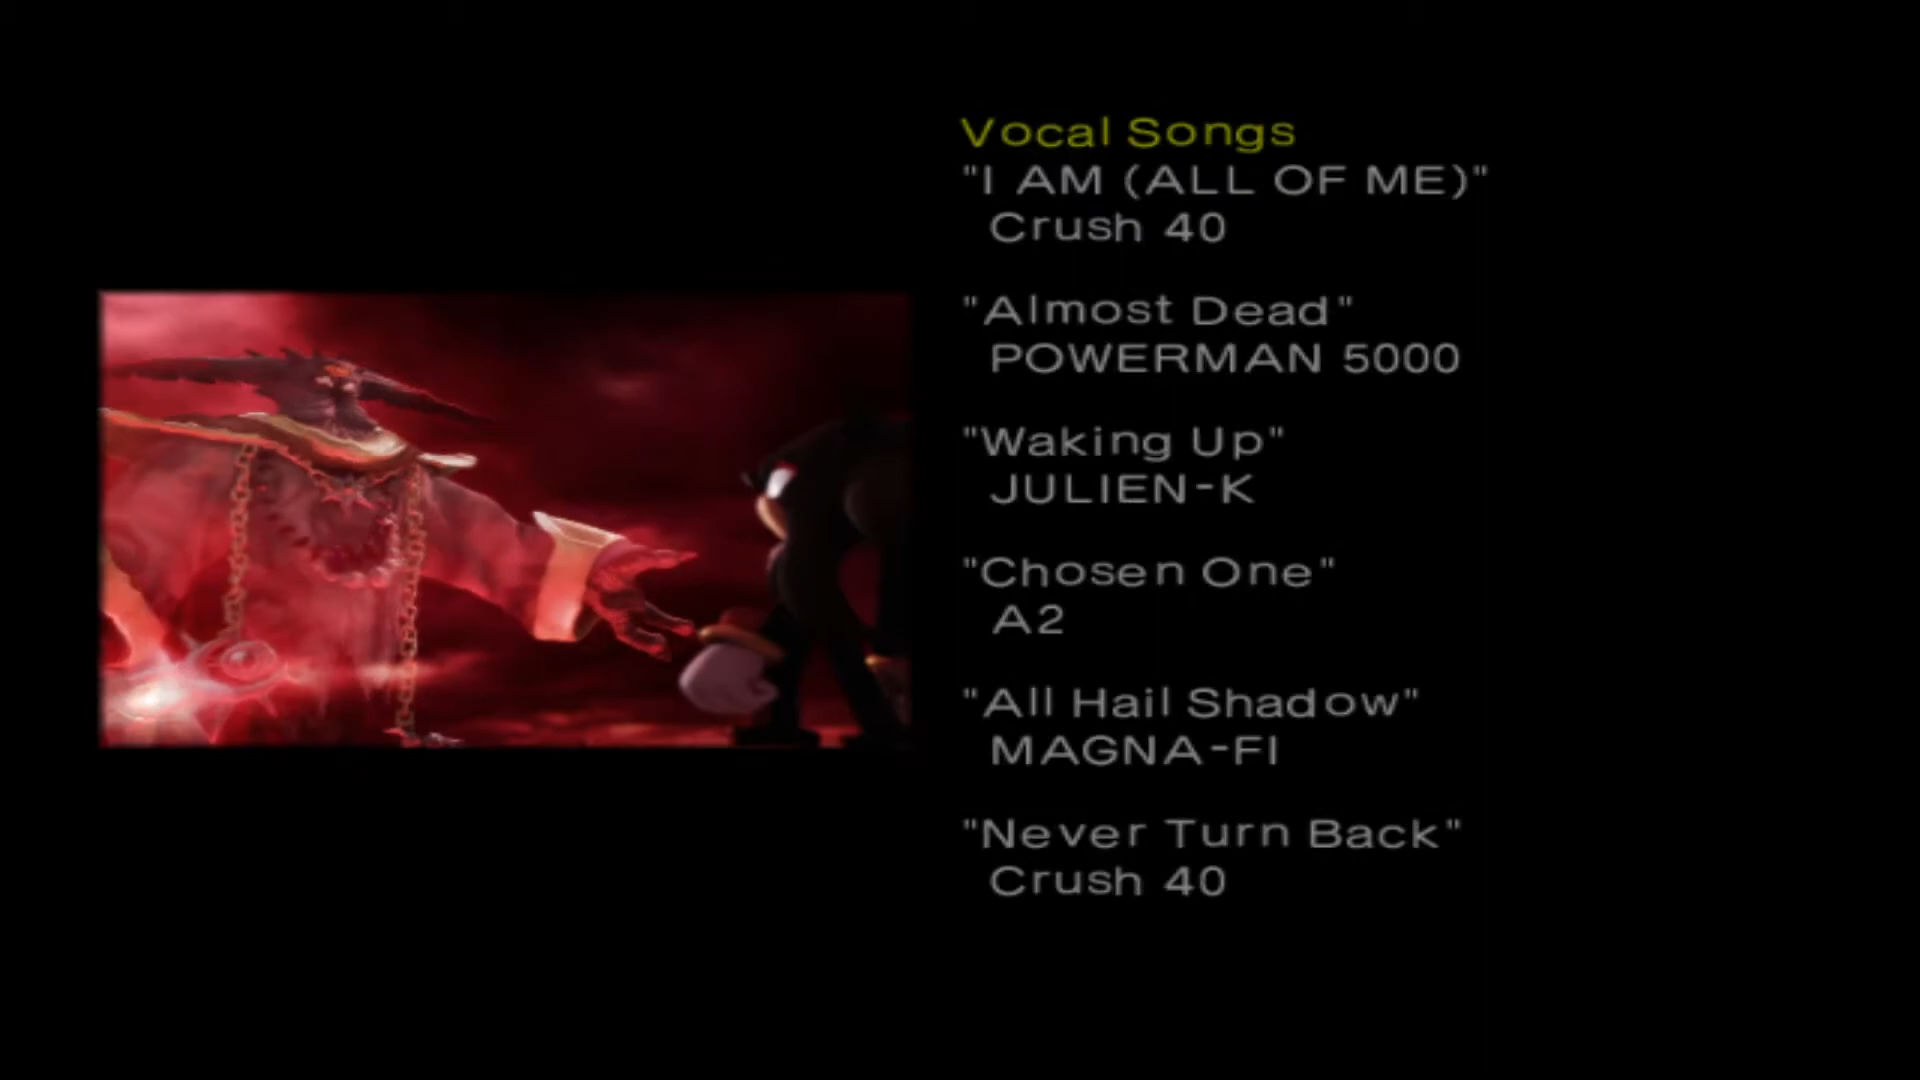 Vocal Songs
"I AM (ALL OF ME)"
Crush 40
"Almost Dead"
POWERMAN 5000
"Waking Up"
JULIEN-K
"Chosen One"
A2
"All Hail Shadow"
MAGNA-FI
"Never Turn Back"
Crush 40